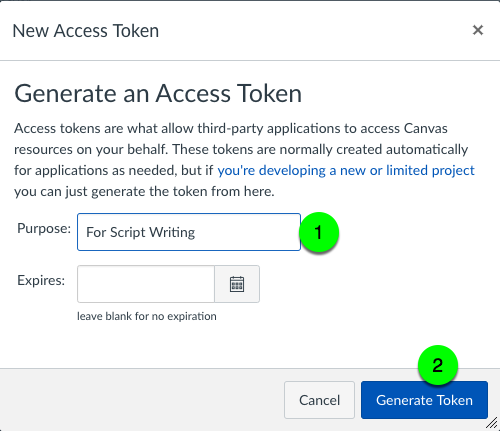 New Access Token ×
Generate an Access Token
Access tokens are what allow third-party applications to access Canvas
resources on your behalf. These tokens are normally created automatically
for applications as needed, but if you're developing a new or limited project
you can just generate the token from here.
Purpose: For Script Writing 1
Expires:
leave blank for no expiration
2
Cancel Generate Token